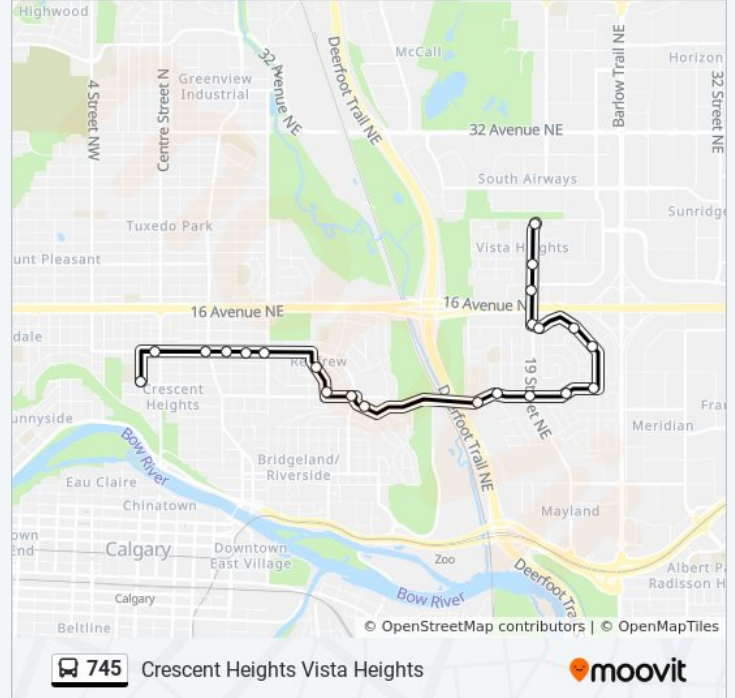 Highwood
32 Avenue NE
Deerfoot Trail NE
McCall
Barlow Trail NE
Horizon
Greenview
Industrial
4 Street NW
Centre Street N
32 Street NE
32 Avenue NE
South Airways
Sunridge
Tuxedo Park
Vista Heights
unt Pleasant
16 Avenue NE
16 Avenue N
dale
Renfrew
19 Street NE
Crescent
Heights
Deerfoot Trail NE
Fra
unnyside
Meridian
Bow River
Bridgeland/
Riverside
Eau Claire
Chinatown
Mayland
own
End
Calgary
Downtown
East Village
Zoo
Deerfoot Tra
Albert Pa
Radisson H
Calgary
Bow River
Beltline
© OpenStreetMap contributors | © OpenMapTiles
745 Crescent Heights Vista Heights
moovit